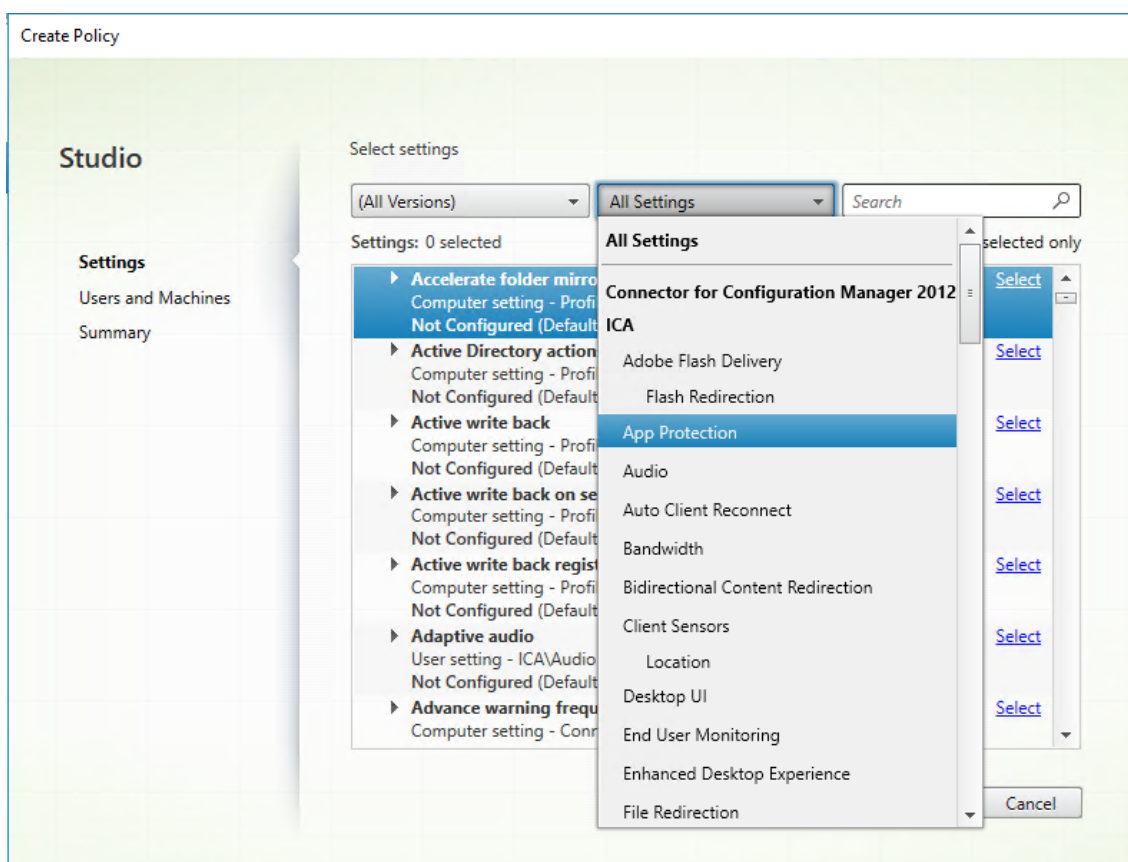 Create Policy
Studio
Settings
Users and Machines
Summary
Select settings
(All Versions)
All Settings
Search
Settings: 0 selected
selected only
Accelerate folder mirro
Computer setting - Profi
Not Configured (Default
Select
Active Directory action
Computer setting - Profi
Not Configured (Default
Select
Active write back
Computer setting - Profi
Not Configured (Default
Select
Active write back on se
Computer setting - Profi
Not Configured (Default
Select
Active write back regist
Computer setting - Profi
Not Configured (Default
Select
Adaptive audio
User setting - ICA\Audio
Not Configured (Default
Select
Advance warning frequ
Computer setting - Conn
Select
All Settings
Connector for Configuration Manager 2012
ICA
Adobe Flash Delivery
Flash Redirection
App Protection
Audio
Auto Client Reconnect
Bandwidth
Bidirectional Content Redirection
Client Sensors
Location
Desktop UI
End User Monitoring
Enhanced Desktop Experience
File Redirection
Cancel